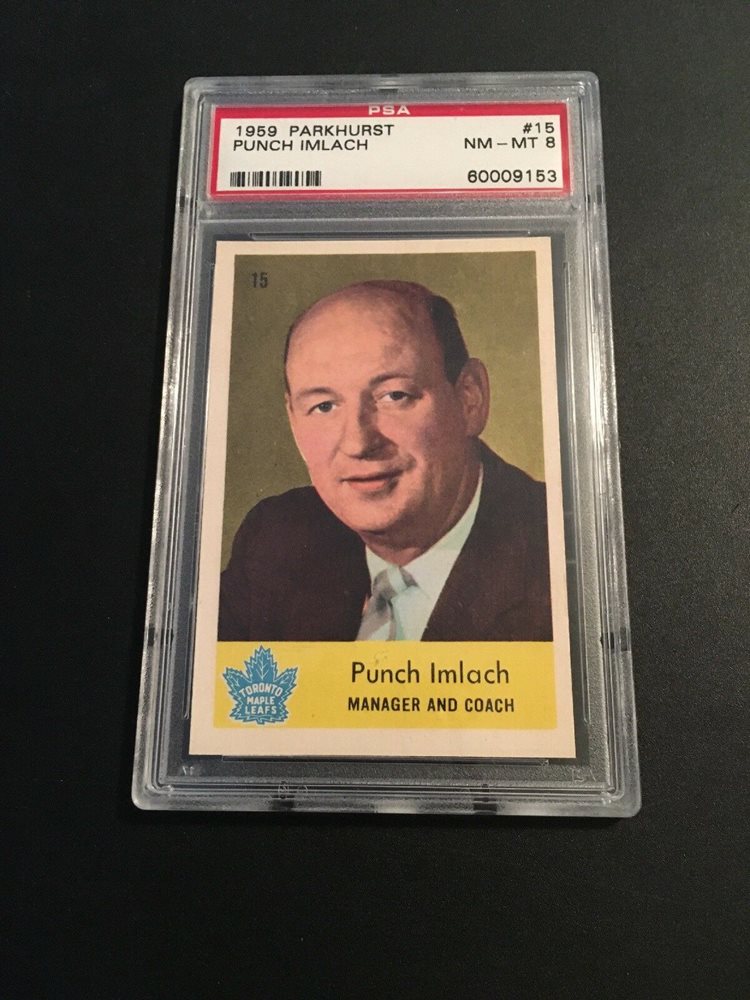 PSA
1959 PARKHURST #15
PUNCH IMLACH NM-MT 8
60009153
15
TORONTO
MAPLE
LEAFS
Punch Imlach
MANAGER AND COACH